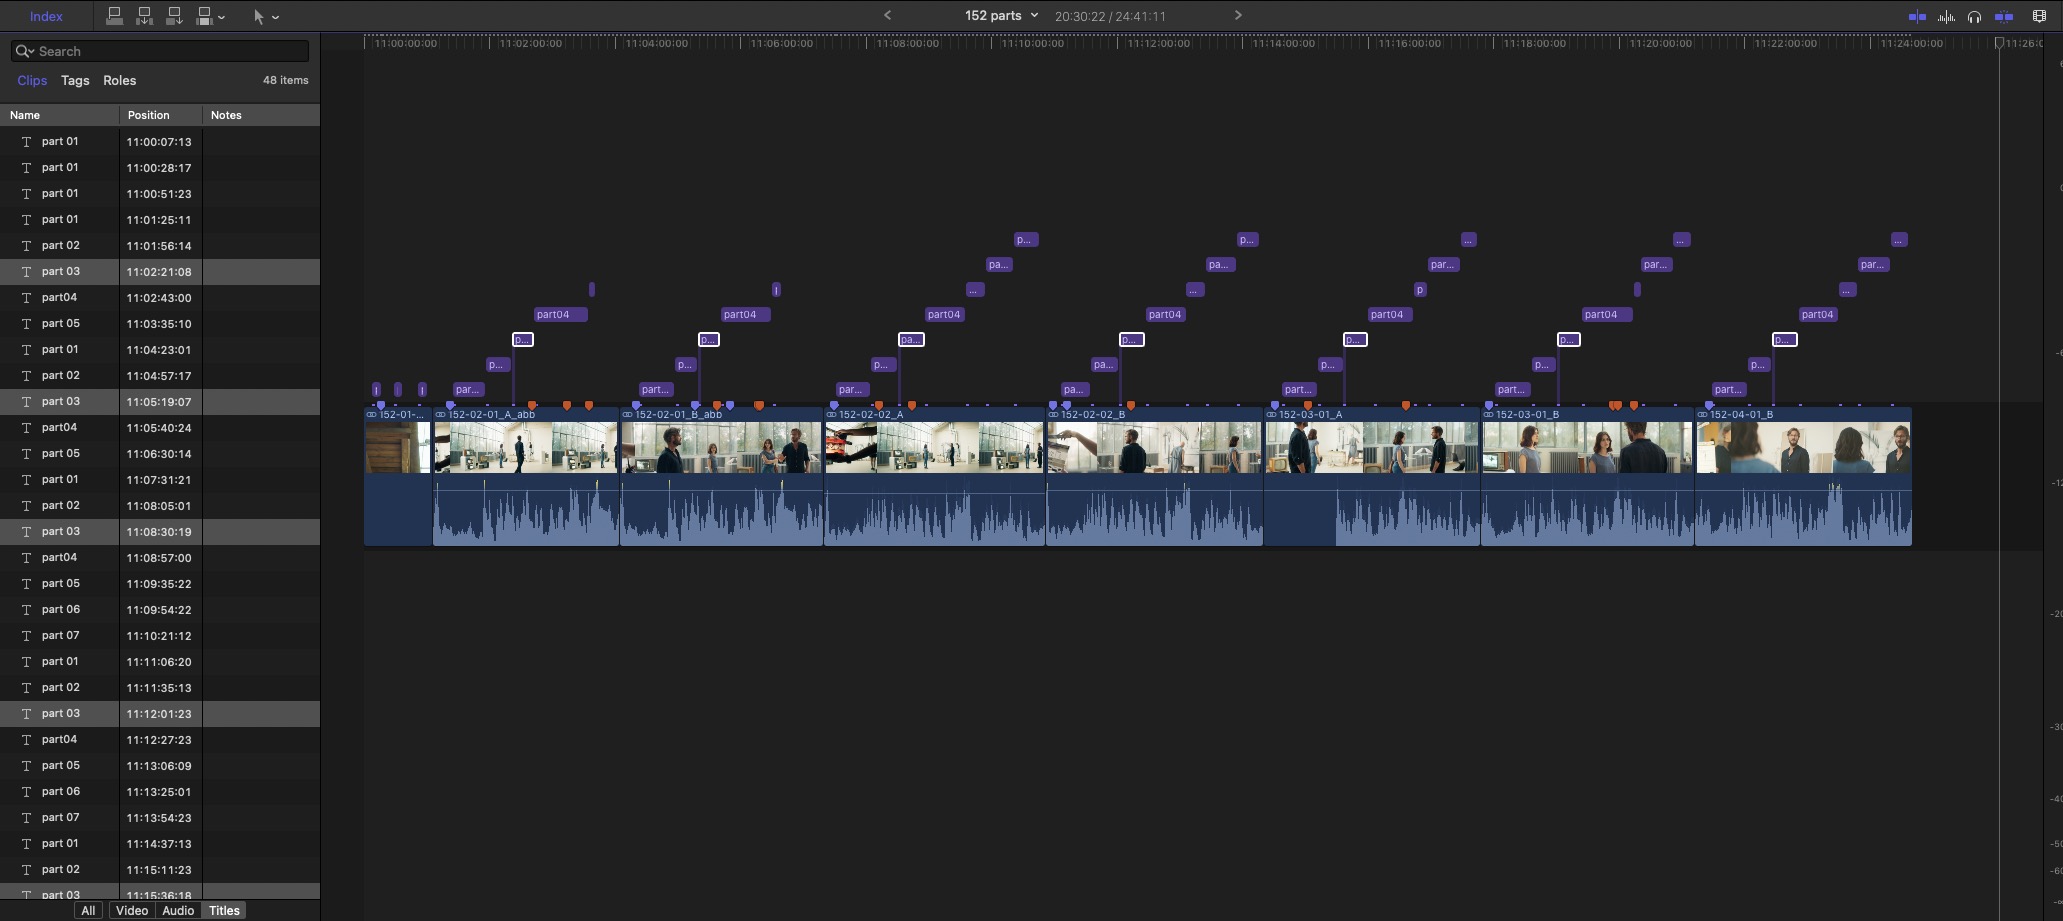 Index
152 parts
20:30:22 / 24:41:11
Search
Clips Tags Roles
48 items
Name Position Notes
part 01 11:00:07:13
part 01 11:00:28:17
part 01 11:00:51:23
part 01 11:01:25:11
part 02 11:01:56:14
part 03 11:02:21:08
part04 11:02:43:00
part 05 11:03:35:10
part 01 11:04:23:01
part 02 11:04:57:17
part 03 11:05:19:07
part04 11:05:40:24
part 05 11:06:30:14
part 01 11:07:31:21
part 02 11:08:05:01
part 03 11:08:30:19
part04 11:08:57:00
part 05 11:09:35:22
part 06 11:09:54:22
part 07 11:10:21:12
part 01 11:11:06:20
part 02 11:11:35:13
part 03 11:12:01:23
part04 11:12:27:23
part 05 11:13:06:09
part 06 11:13:25:01
part 07 11:13:54:23
part 01 11:14:37:13
part 02 11:15:11:23
part 03 11:15:36:18
All Video Audio Titles
11:00:00:00 11:02:00:00 11:04:00:00 11:06:00:00 11:08:00:00 11:10:00:00 11:12:00:00 11:14:00:00 11:16:00:00 11:18:00:00 11:20:00:00 11:22:00:00 11:24:00:00 11:26:0
p... p... ... ... ...
pa... pa... par... par... par...
... ... p ...
part04 part04 part04 part04 part04 part04 part04
p... p... pa... p... p... p... p...
p... p... p... pa... p... p... p...
par... part... par... pa... part... part... part...
152-01-... 152-02-01_A_abb 152-02-01_B_abb 152-02-02_A 152-02-02_B 152-03-01_A 152-03-01_B 152-04-01_B